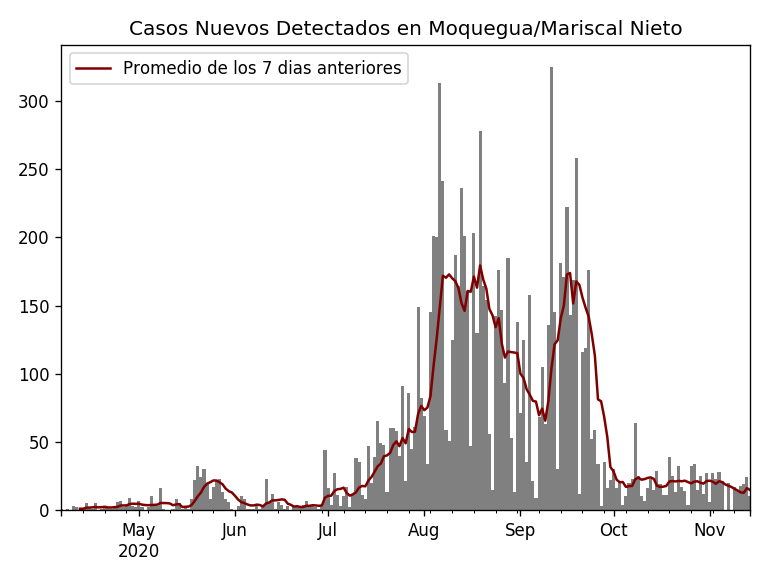 Casos Nuevos Detectados en Moquegua/Mariscal Nieto
Promedio de los 7 dias anteriores
300
250
200
150
100
50
0
May Jun Jul Aug Sep Oct Nov
2020